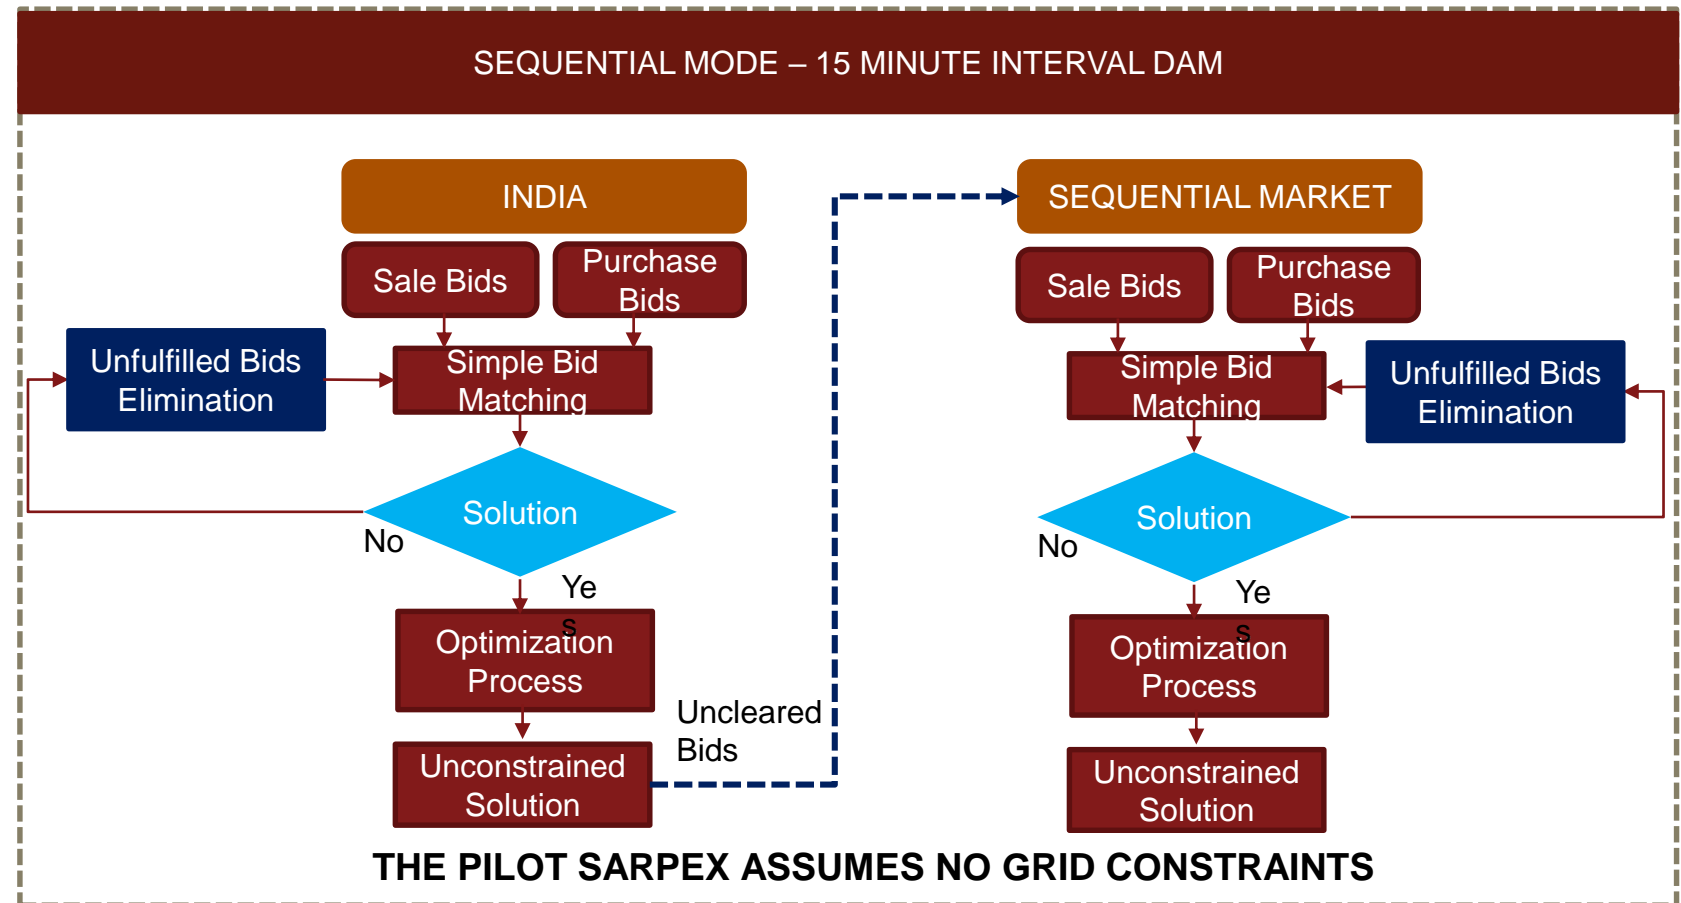 SEQUENTIAL MODE – 15 MINUTE INTERVAL DAM
INDIA
Sale Bids
Purchase
Bids
Unfulfilled Bids
Elimination
Simple Bid
Matching
Solution
No
Ye
s
Optimization
Process
Unconstrained
Solution
Uncleared
Bids
SEQUENTIAL MARKET
Sale Bids
Purchase
Bids
Simple Bid
Matching
Unfulfilled Bids
Elimination
Solution
No
Ye
s
Optimization
Process
Unconstrained
Solution
THE PILOT SARPEX ASSUMES NO GRID CONSTRAINTS